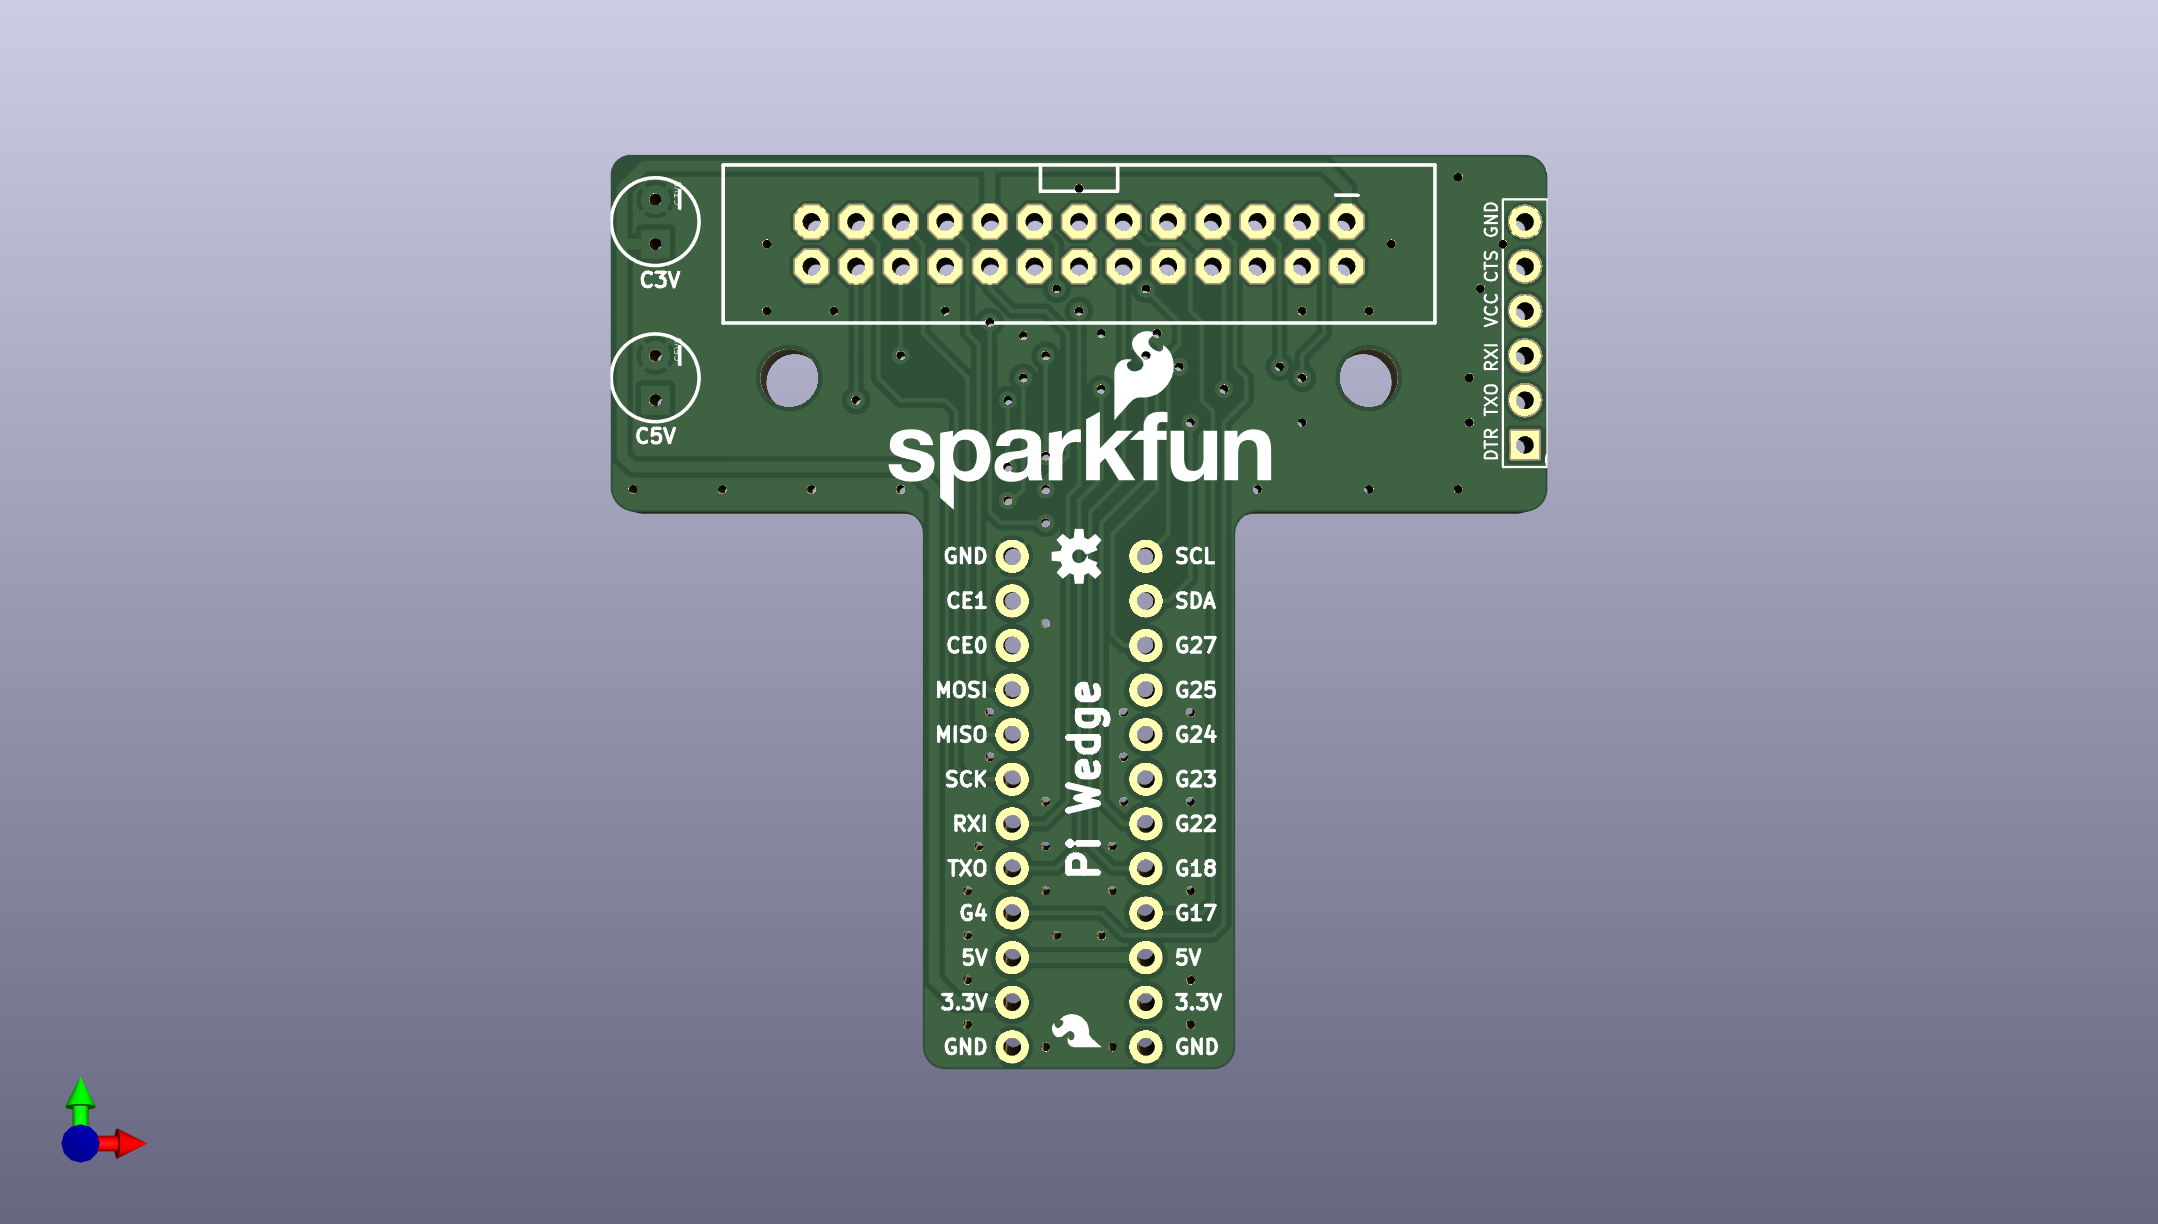 C3V
C5V
GND
CTS
VCC
RXI
TXO
DTR
sparkfun
GND SCL
CE1 SDA
CE0 G27
MOSI G25
MISO G24
SCK G23
RXI G22
TXO G18
G4 G17
5V 5V
3.3V 3.3V
GND GND
Pi Wedge